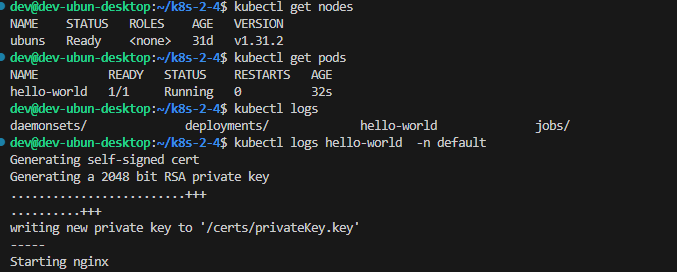 dev@dev-ubun-desktop:~/k8s-2-4$ kubectl get nodes
NAME    STATUS   ROLES    AGE   VERSION
ubuns   Ready    <none>   31d   v1.31.2
dev@dev-ubun-desktop:~/k8s-2-4$ kubectl get pods
NAME          READY   STATUS    RESTARTS   AGE
hello-world   1/1     Running   0          32s
dev@dev-ubun-desktop:~/k8s-2-4$ kubectl logs
daemonsets/              deployments/             hello-world              jobs/
dev@dev-ubun-desktop:~/k8s-2-4$ kubectl logs hello-world  -n default
Generating self-signed cert
Generating a 2048 bit RSA private key
.........................+++
..........+++
writing new private key to '/certs/privateKey.key'
-----
Starting nginx